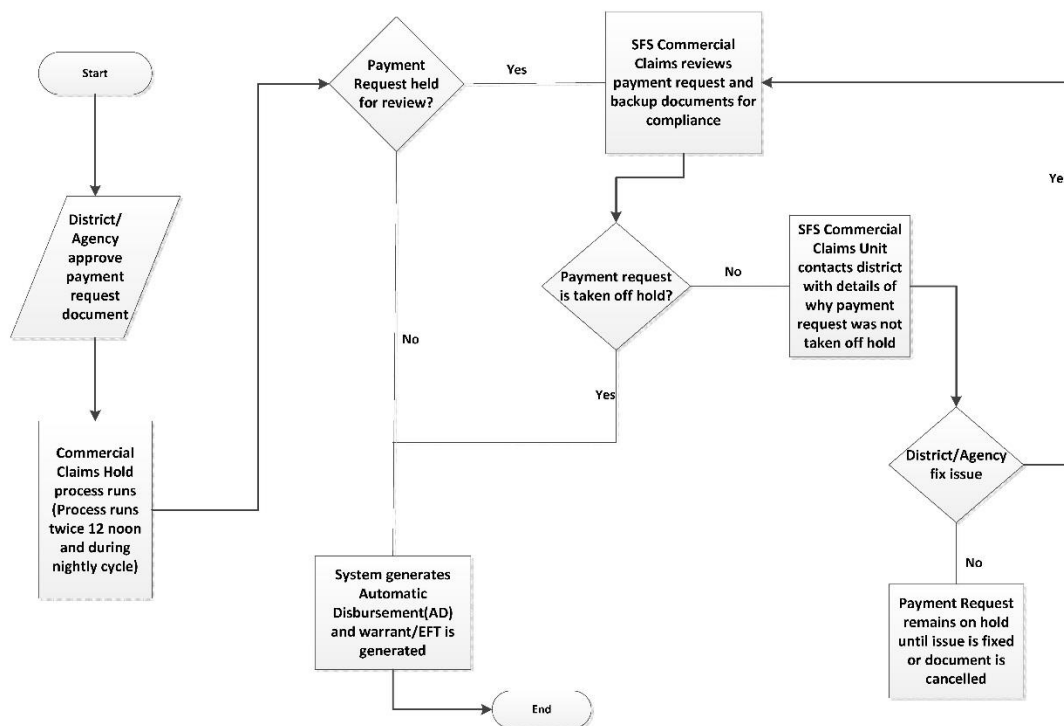 Start
District/
Agency
approve
payment
request
document
Commercial
Claims Hold
process runs
(Process runs
twice 12 noon
and during
nightly cycle)
Payment
Request held
for review?
Yes
No
SFS Commercial
Claims reviews
payment request and
backup documents for
compliance
Payment request
is taken off hold?
No
Yes
SFS Commercial
Claims Unit
contacts district
with details of
why payment
request was not
taken off hold
District/Agency
fix issue
Ye
No
Payment Request
remains on hold
until issue is fixed
or document is
cancelled
System generates
Automatic
Disbursement(AD)
and warrant/EFT is
generated
End